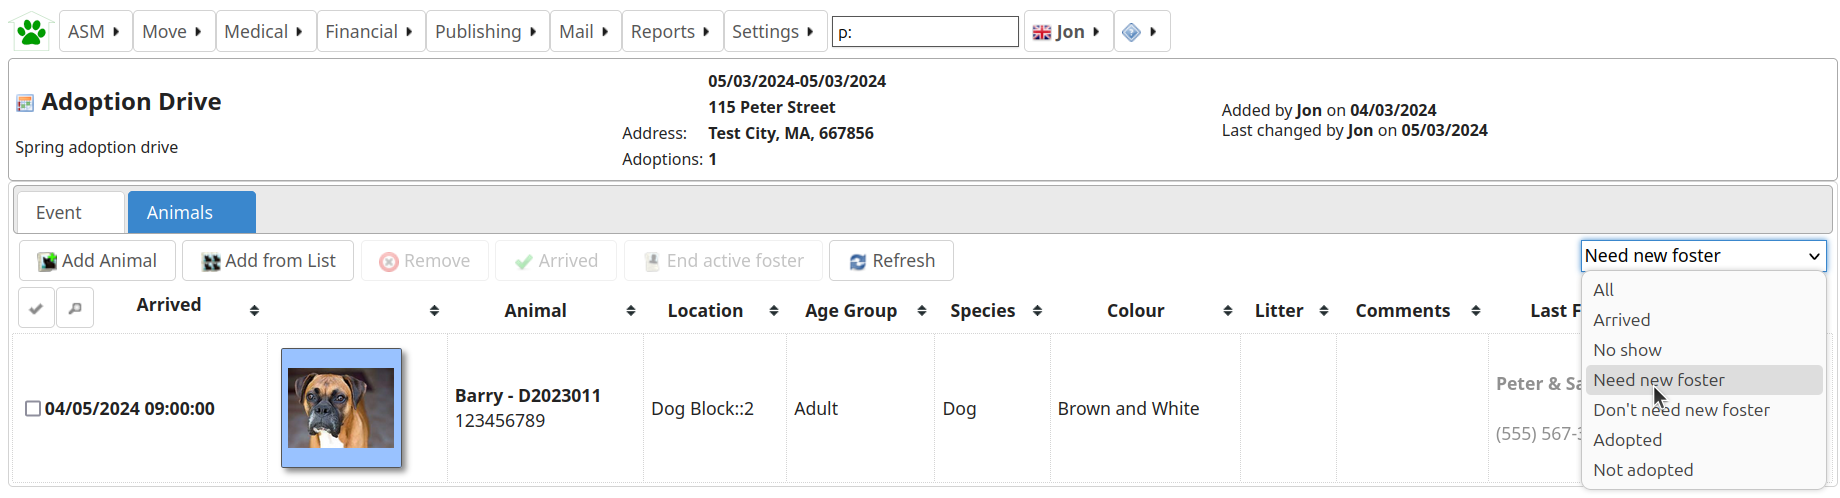 ASM Move Medical Financial Publishing Mail Reports Settings p: Jon
Adoption Drive
Spring adoption drive
05/03/2024-05/03/2024
115 Peter Street
Address: Test City, MA, 667856
Adoptions: 1
Added by Jon on 04/03/2024
Last changed by Jon on 05/03/2024
Event Animals
Add Animal Add from List Remove Arrived End active foster Refresh Need new foster
All
Arrived
No show
Need new foster
Don't need new foster
Adopted
Not adopted
Arrived Animal Location Age Group Species Colour Litter Comments Last
04/05/2024 09:00:00 Barry - D2023011
123456789
Dog Block::2 Adult Dog Brown and White
Peter &
(555)